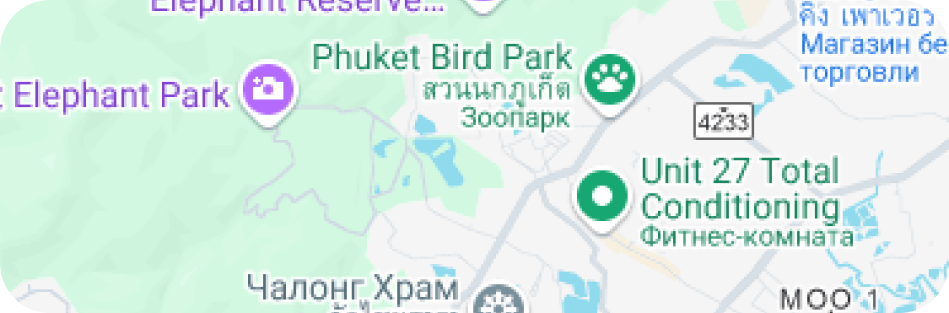 Elephant Reserve...
คิง เพาเวอร์
Магазин бе
торговли
Phuket Bird Park
สวนนกภูเก็ต
Зоопарк
Elephant Park
4233
Unit 27 Total
Conditioning
Фитнес-комната
Чалонг Храм
MOO 1